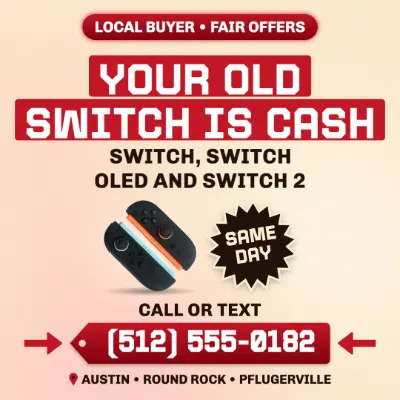 LOCAL BUYER • FAIR OFFERS
YOUR OLD
SWITCH IS CASH
SWITCH, SWITCH
OLED AND SWITCH 2
SAME
DAY
CALL OR TEXT
(512) 555-0182
AUSTIN • ROUND ROCK • PFLUGERVILLE